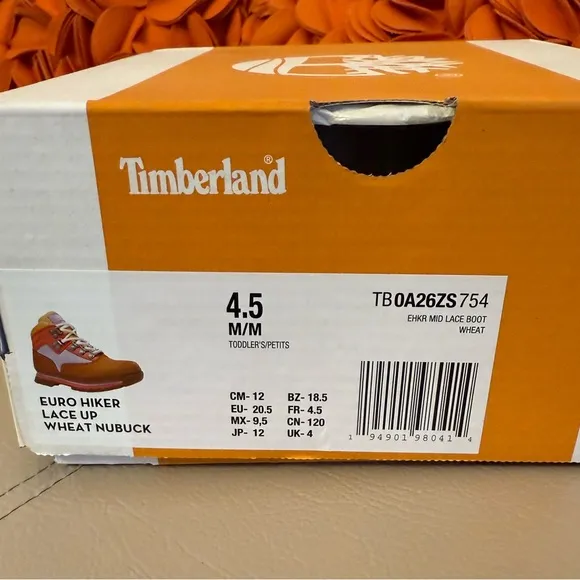 Timberland®
4.5
M/M
TODDLER'S/PETITS
TB0A26ZS754
EHKR MID LACE BOOT
WHEAT
EURO HIKER
LACE UP
WHEAT NUBUCK
CM- 12 BZ- 18.5
EU- 20.5 FR- 4.5
MX- 9,5 CN- 120
JP- 12 UK- 4
1 94901 98041 4